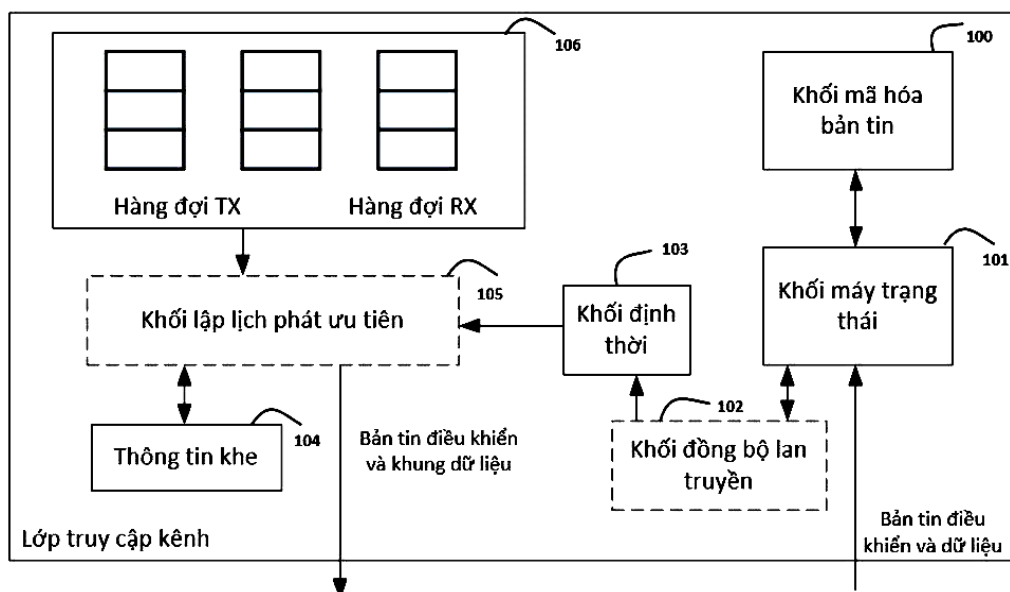 106
Hàng đợi TX
Hàng đợi RX
100
Khối mã hóa
bản tin
105
Khối lập lịch phát ưu tiên
103
Khối định
thời
101
Khối máy trạng
thái
104
Thông tin khe
Bản tin điều khiển
và khung dữ liệu
102
Khối đồng bộ lan
truyền
Bản tin điều
khiển và dữ liệu
Lớp truy cập kênh